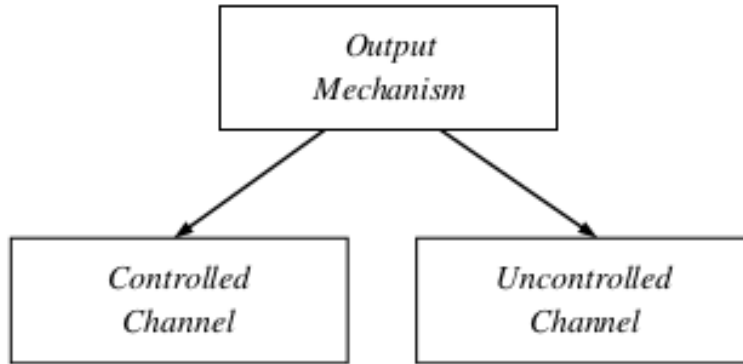 Output
Mechanism
Controlled
Channel
Uncontrolled
Channel